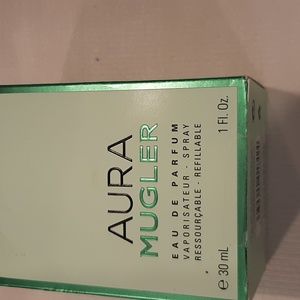 AURA
MUGLER
EAU DE PARFUM
VAPORISATEUR - SPRAY
RESSOURÇABLE - REFILLABLE
℮ 30 mL 1 Fl. Oz.